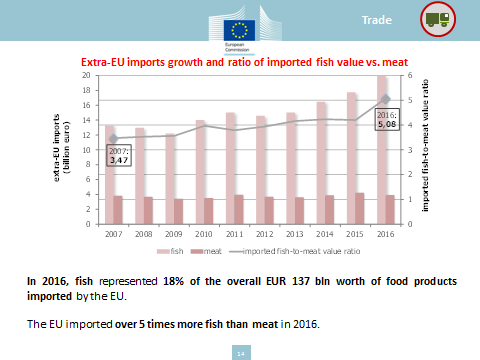 Trade
European
Commission
Extra-EU imports growth and ratio of imported fish value vs. meat
extra-EU imports
(billion euro)
20
18
16
14
12
10
8
6
4
2
0
6
5
4
3
2
1
0
imported fish-to-meat value ratio
2007:
3,47
2016:
5,08
2007 2008 2009 2010 2011 2012 2013 2014 2015 2016
fish meat imported fish-to-meat value ratio
In 2016, fish represented 18% of the overall EUR 137 bln worth of food products
imported by the EU.
The EU imported over 5 times more fish than meat in 2016.
14